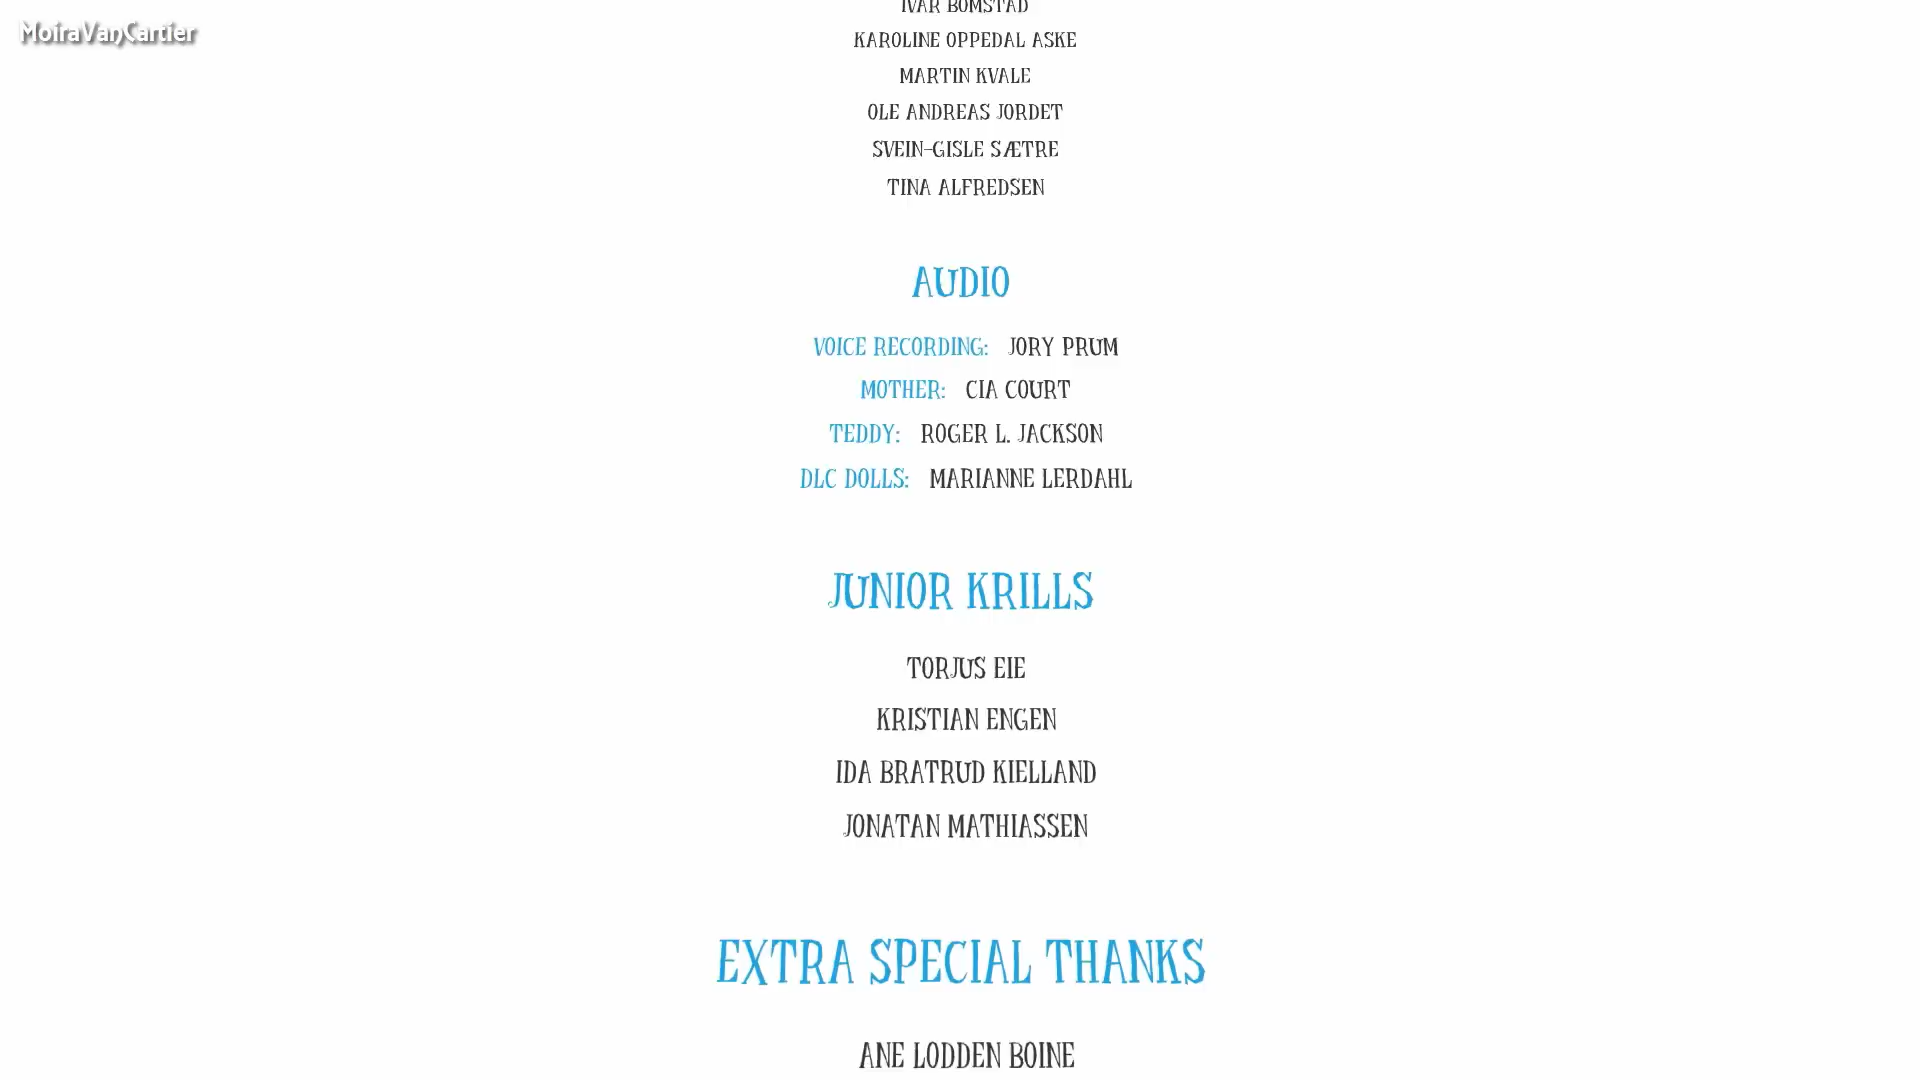 MoiraVanCartier
IVAR BOMSTAD
KAROLINE OPPEDAL ASKE
MARTIN KVALE
OLE ANDREAS JORDET
SVEIN-GISLE SÆTRE
TINA ALFREDSEN
AUDIO
VOICE RECORDING: JORY PRUM
MOTHER: CIA COURT
TEDDY: ROGER L. JACKSON
DLC DOLLS: MARIANNE LERDAHL
JUNIOR KRILLS
TORJUS EIE
KRISTIAN ENGEN
IDA BRATRUD KIELLAND
JONATAN MATHIASSEN
EXTRA SPECIAL THANKS
ANE LODDEN BOINE